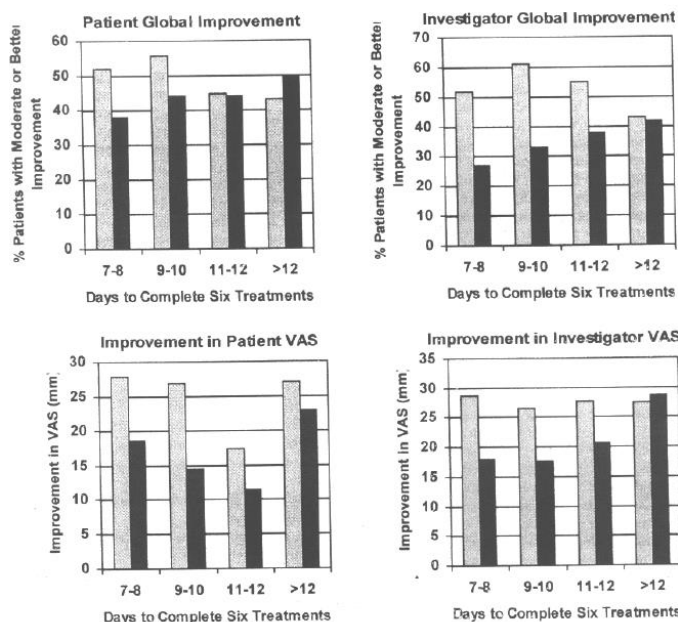 Patient Global Improvement
% Patients with Moderate or Better
Improvement
60
50
40
30
20
10
0
7-8 9-10 11-12 >12
Days to Complete Six Treatments
Investigator Global Improvement
% Patients with Moderate or Better
Improvement
70
60
50
40
30
20
10
0
7-8 9-10 11-12 >12
Days to Complete Six Treatments
Improvement in Patient VAS
Improvement in VAS (mm)
30
25
20
15
10
5
0
7-8 9-10 11-12 >12
Days to Complete Six Treatments
Improvement in Investigator VAS
Improvement in VAS (mm)
35
30
25
20
15
10
5
0
7-8 9-10 11-12 >12
Days to Complete Six Treatments